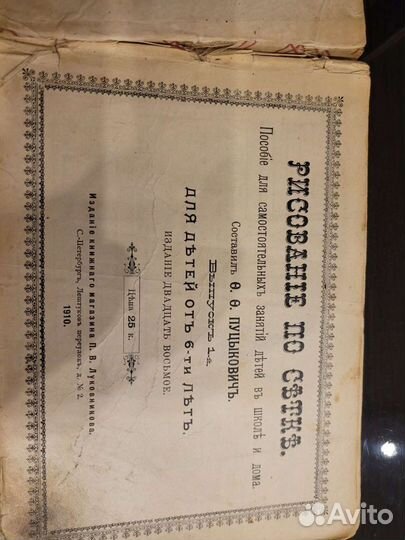 РИСОВАНІЕ ПО СѢТКѢ.
Пособіе для самостоятельныхъ занятій дѣтей въ школѣ и дома.
Составилъ Ѳ. Ѳ. ПУЦЫКОВИЧЪ.
Выпускъ 1-й.
ДЛЯ ДѢТЕЙ ОТЪ 6-ти ЛѢТЪ.
ИЗДАНІЕ ДВАДЦАТЬ ВОСЬМОЕ.
Цѣна 25 к.
Изданіе книжнаго магазина П. В. Луковникова.
С.-Петербургъ, Лештуковъ переулокъ, д. № 2.
1910.
Avito